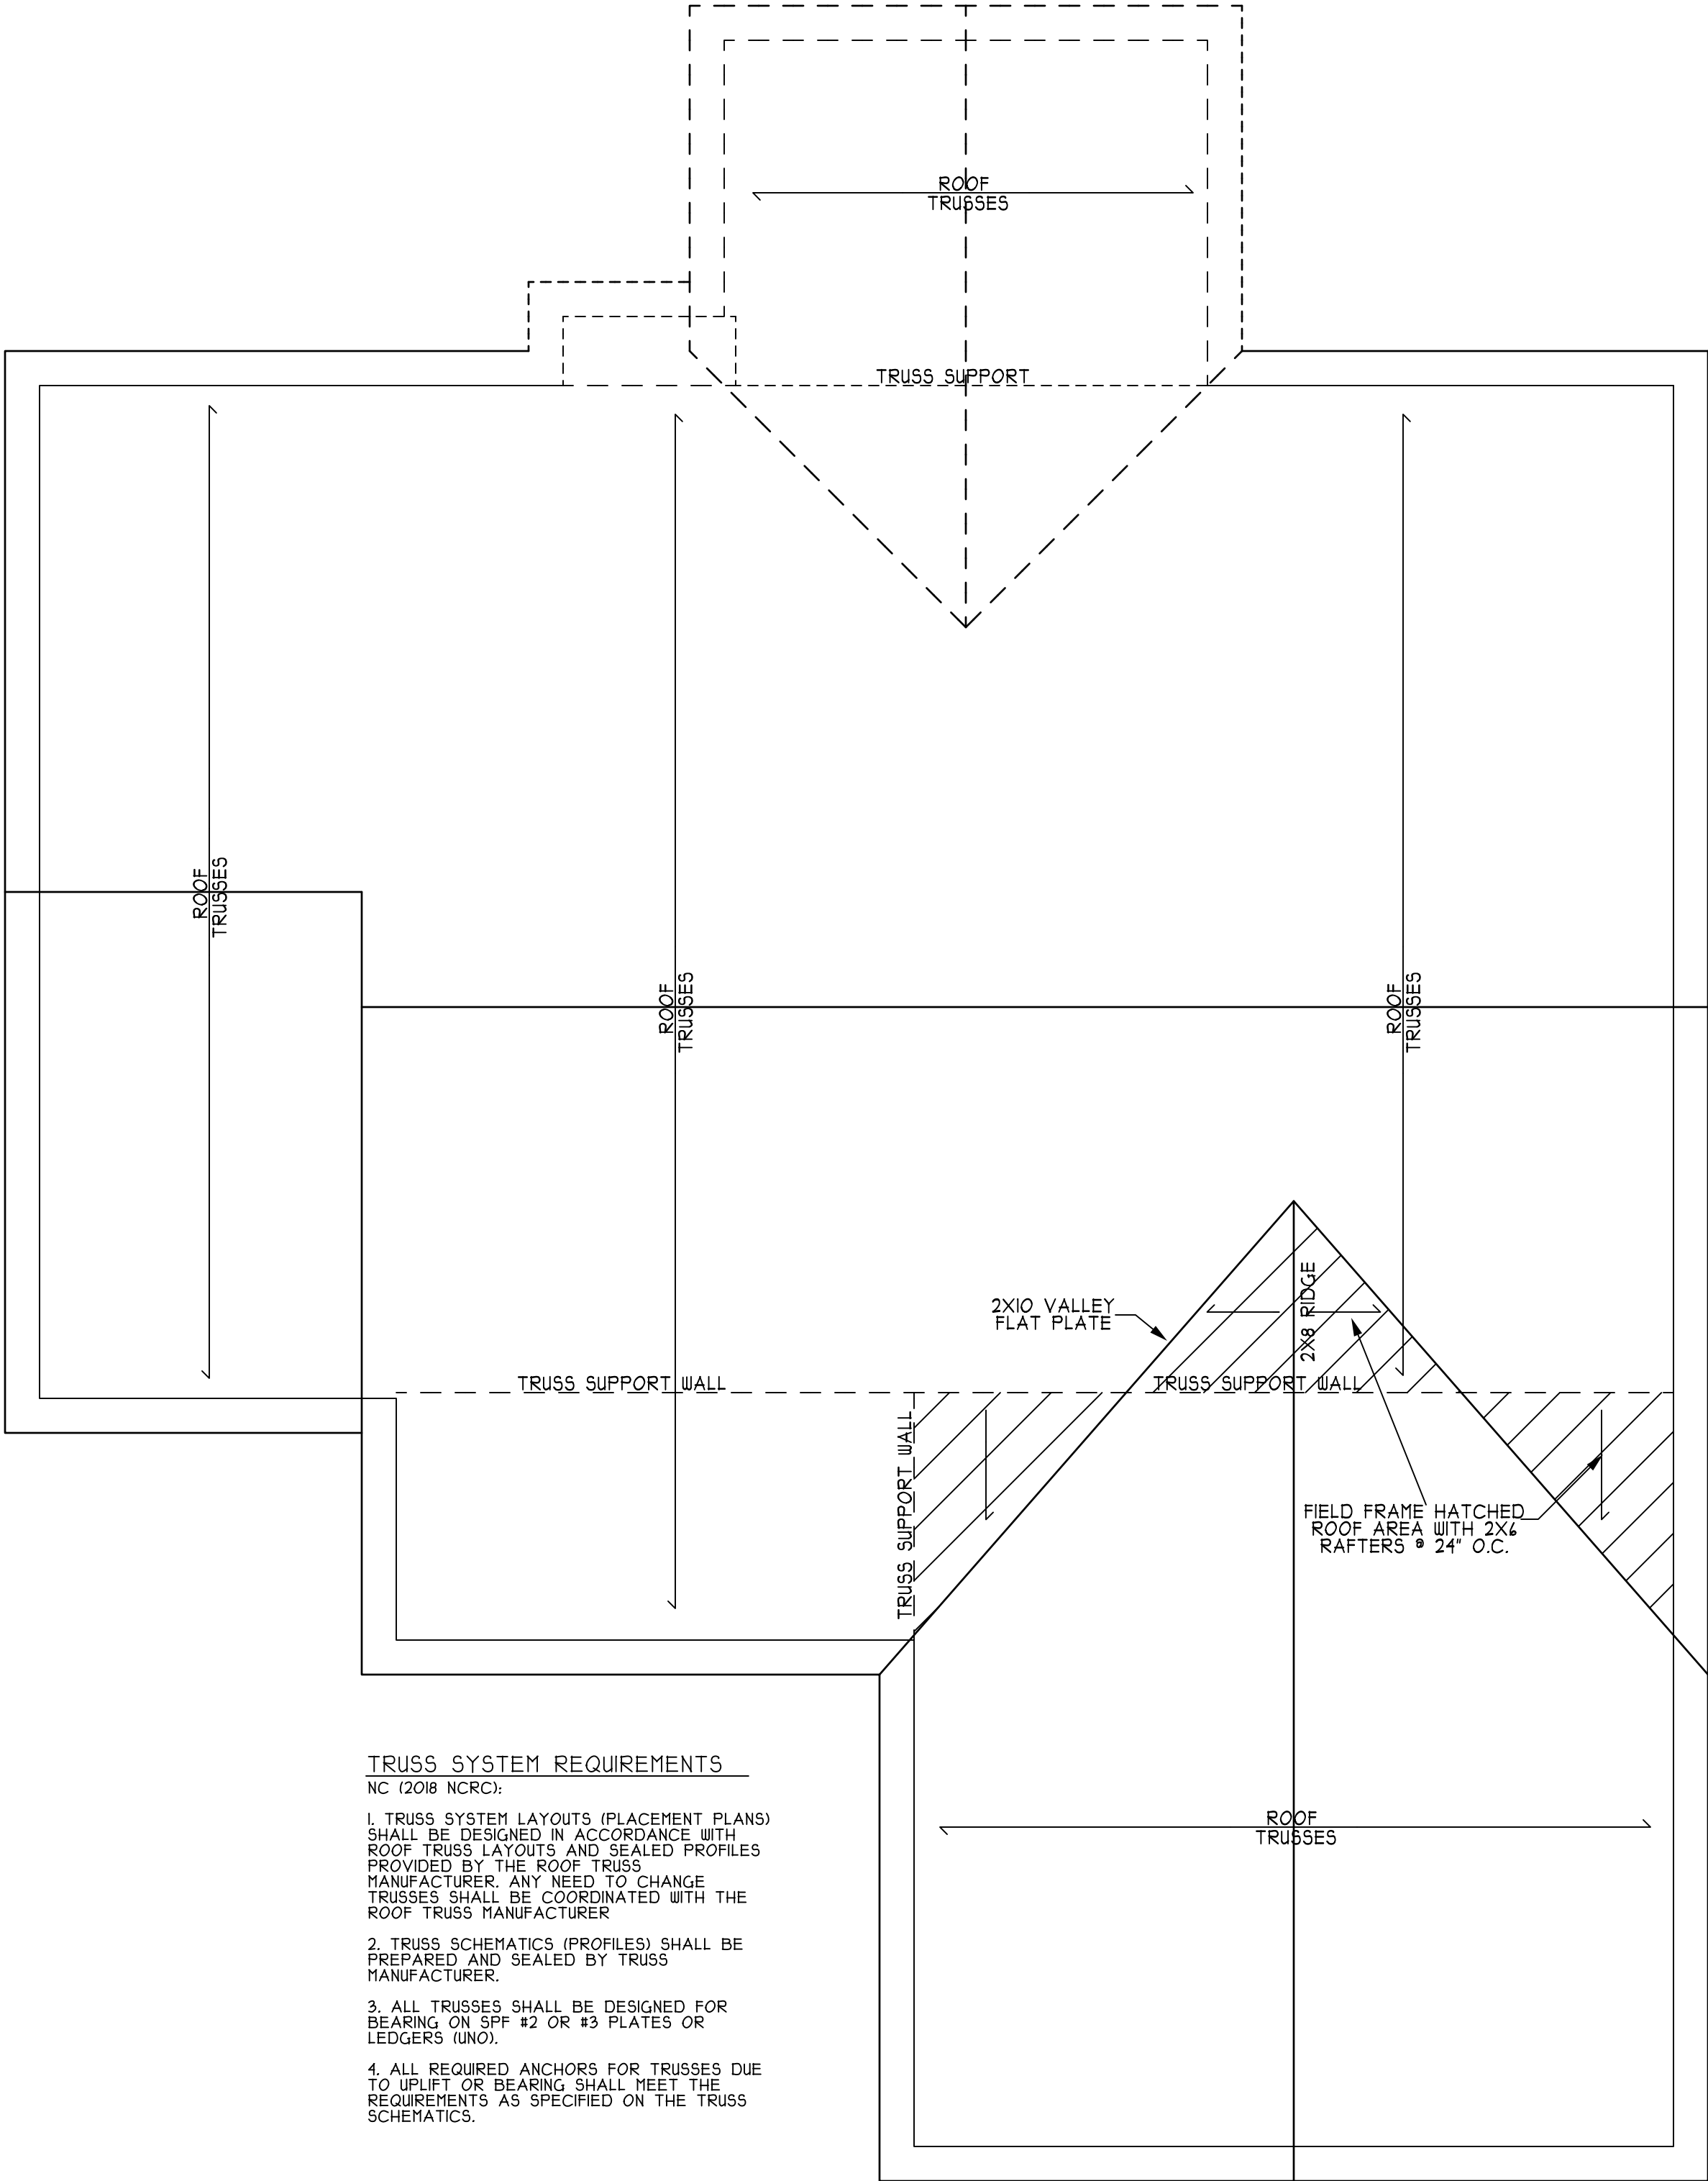 ROOF
TRUSSES
TRUSS SUPPORT
ROOF
TRUSSES
ROOF
TRUSSES
ROOF
TRUSSES
2X8 RIDGE
2X10 VALLEY
FLAT PLATE
TRUSS SUPPORT WALL
TRUSS SUPPORT WALL
TRUSS SUPPORT WALL
FIELD FRAME HATCHED
ROOF AREA WITH 2X6
RAFTERS @ 24" O.C.
ROOF
TRUSSES
TRUSS SYSTEM REQUIREMENTS
NC (2018 NCRC):
1. TRUSS SYSTEM LAYOUTS (PLACEMENT PLANS)
SHALL BE DESIGNED IN ACCORDANCE WITH
ROOF TRUSS LAYOUTS AND SEALED PROFILES
PROVIDED BY THE ROOF TRUSS
MANUFACTURER. ANY NEED TO CHANGE
TRUSSES SHALL BE COORDINATED WITH THE
ROOF TRUSS MANUFACTURER
2. TRUSS SCHEMATICS (PROFILES) SHALL BE
PREPARED AND SEALED BY TRUSS
MANUFACTURER.
3. ALL TRUSSES SHALL BE DESIGNED FOR
BEARING ON SPF #2 OR #3 PLATES OR
LEDGERS (UNO).
4. ALL REQUIRED ANCHORS FOR TRUSSES DUE
TO UPLIFT OR BEARING SHALL MEET THE
REQUIREMENTS AS SPECIFIED ON THE TRUSS
SCHEMATICS.